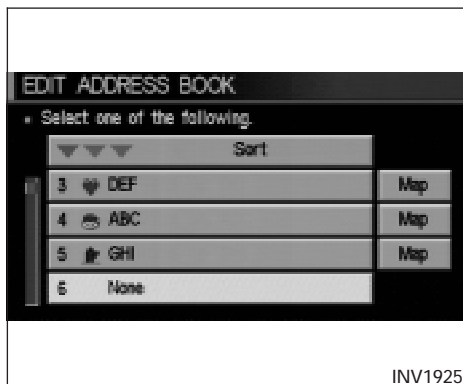 EDIT ADDRESS BOOK
Select one of the following.
Sort
3 DEF Map
4 ABC Map
5 GHI Map
6 None
INV1925